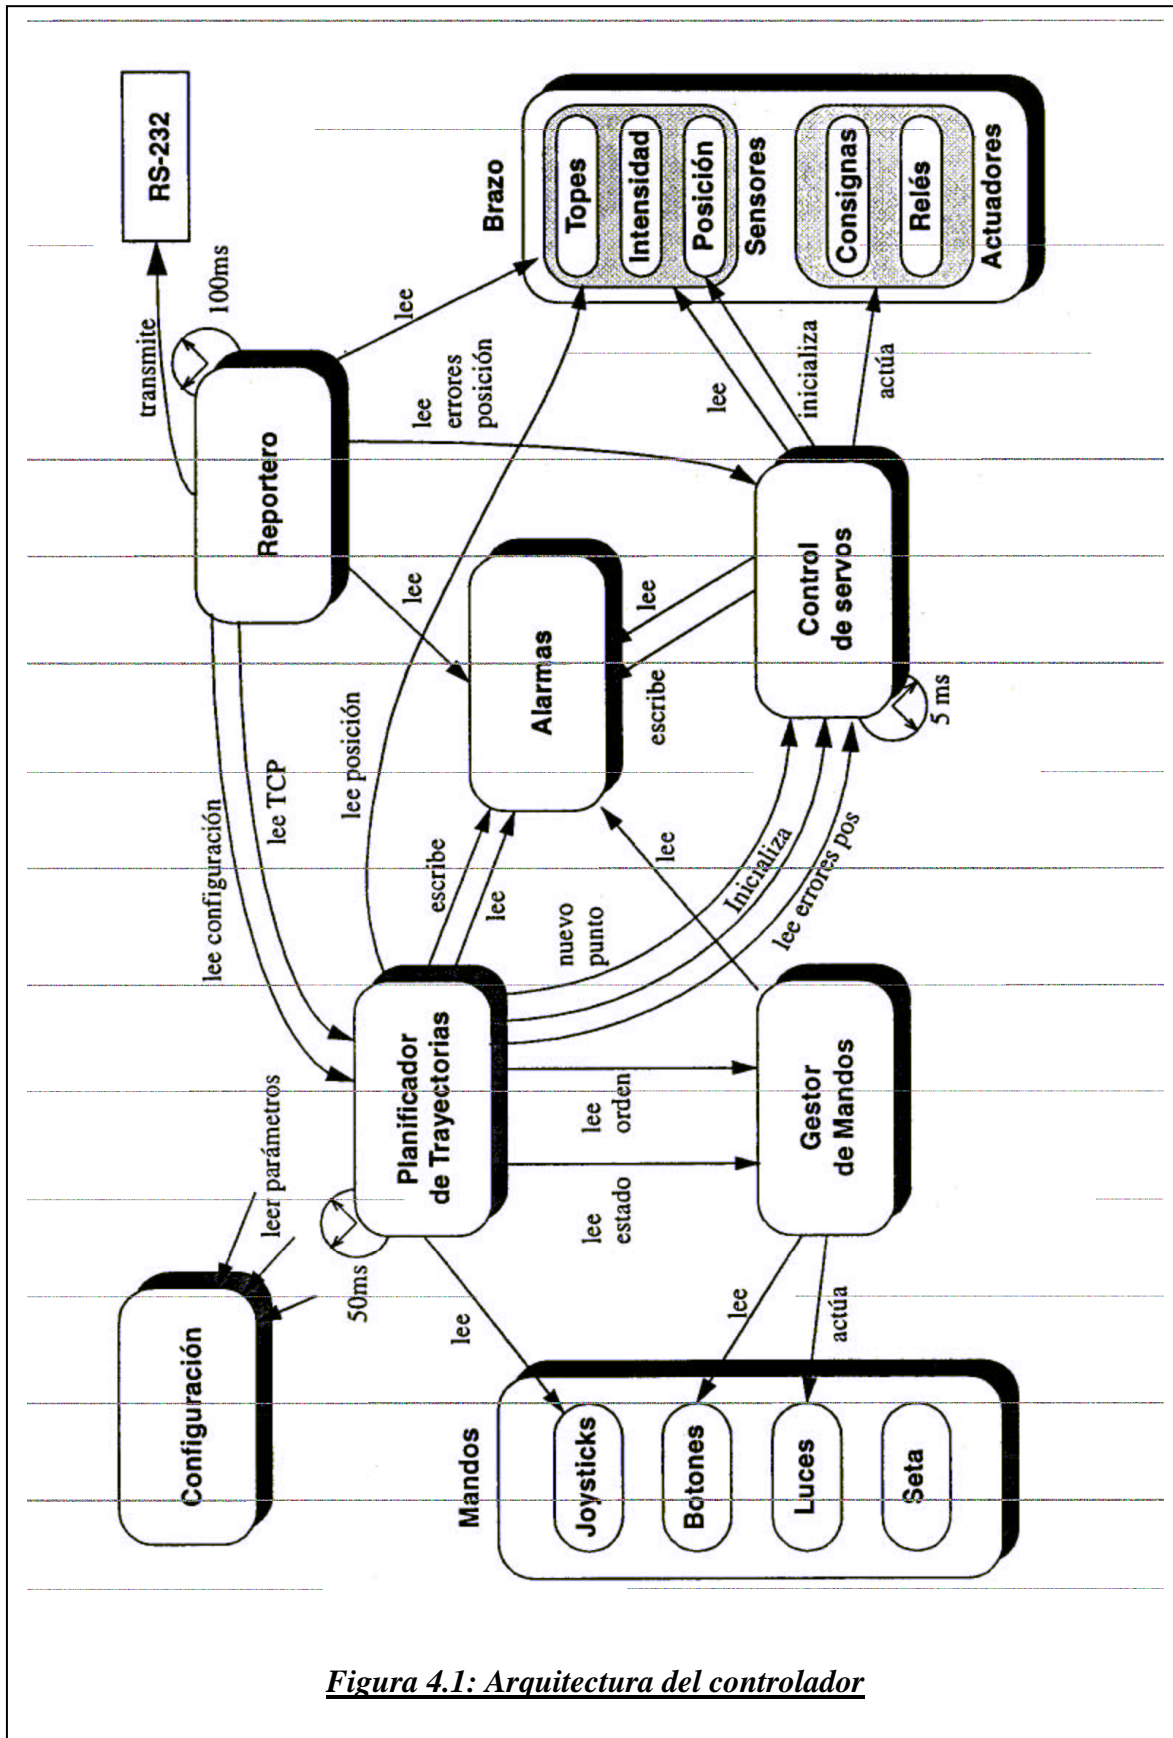 Configuración
leer parámetros
Mandos
Joysticks
Botones
Luces
Seta
50ms
Planificador
de Trayectorias
lee
lee
actúa
lee
estado
lee
orden
Gestor
de Mandos
lee configuración
lee TCP
lee posición
escribe
lee
nuevo
punto
Inicializa
lee errores pos
lee
Alarmas
Reportero
100ms
transmite
RS-232
lee
lee
errores
posición
lee
escribe
lee
Control
de servos
5 ms
lee
inicializa
actúa
Brazo
Topes
Intensidad
Posición
Sensores
Consignas
Relés
Actuadores
Figura 4.1: Arquitectura del controlador